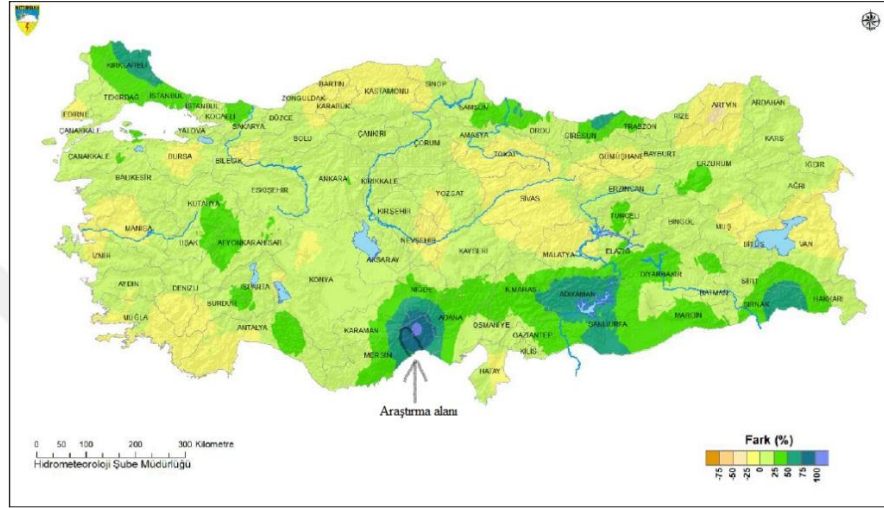 KIRKLARELİ
EDİRNE
TEKİRDAĞ
İSTANBUL
İSTANBUL
KOCAELİ
YALOVA
SAKARYA
DÜZCE
ZONGULDAK
BARTIN
KARABÜK
KASTAMONU
SİNOP
SAMSUN
ORDU
GİRESUN
TRABZON
RİZE
ARTVİN
ARDAHAN
KARS
IĞDIR
AĞRI
ÇANAKKALE
ÇANAKKALE
BALIKESİR
BURSA
BİLECİK
BOLU
ÇANKIRI
ÇORUM
AMASYA
TOKAT
GÜMÜŞHANE
BAYBURT
ERZURUM
ERZİNCAN
KÜTAHYA
ESKİŞEHİR
ANKARA
KIRIKKALE
KIRŞEHİR
YOZGAT
SİVAS
TUNCELİ
BİNGÖL
MUŞ
BİTLİS
VAN
MANİSA
İZMİR
UŞAK
AFYONKARAHİSAR
AKSARAY
NEVŞEHİR
KAYSERİ
MALATYA
ELAZIĞ
DİYARBAKIR
BATMAN
SİİRT
ŞIRNAK
HAKKARİ
AYDIN
DENİZLİ
BURDUR
ISPARTA
KONYA
NİĞDE
K.MARAŞ
ADIYAMAN
ŞANLIURFA
MARDİN
MUĞLA
ANTALYA
KARAMAN
MERSİN
ADANA
OSMANİYE
GAZİANTEP
KİLİS
HATAY
Araştırma alanı
0 50 100 200 300 Kilometre
Hidrometeoroloji Şube Müdürlüğü
Fark (%)
-75 -50 -25 0 25 50 75 100